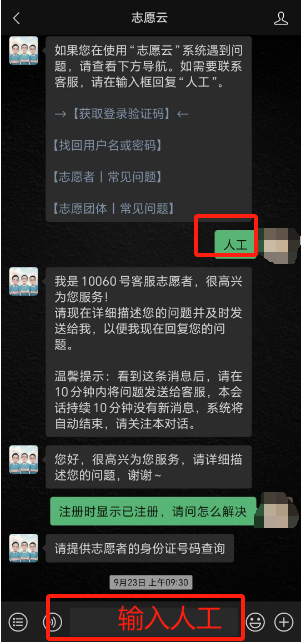 志愿云
如果您在使用“志愿云”系统遇到问
题，请查看下方导航。如需要联系
客服，请在输入框回复“人工”。
→【获取登录验证码】←
【找回用户名或密码】
【志愿者丨常见问题】
【志愿团体丨常见问题】
人工
我是10060号客服志愿者，很高兴
为您服务！
请现在详细描述您的问题并及时发
送给我，以便我现在回复您的问
题。
温馨提示：看到这条消息后，请在
10分钟内将问题发送给客服，本会
话持续10分钟没有新消息，系统将
自动结束，请关注本对话。
您好，很高兴为您服务，请详细描
述您的问题，谢谢~
注册时显示已注册，请问怎么解决
请提供志愿者的身份证号码查询
9月23日 上午09:30
输入人工